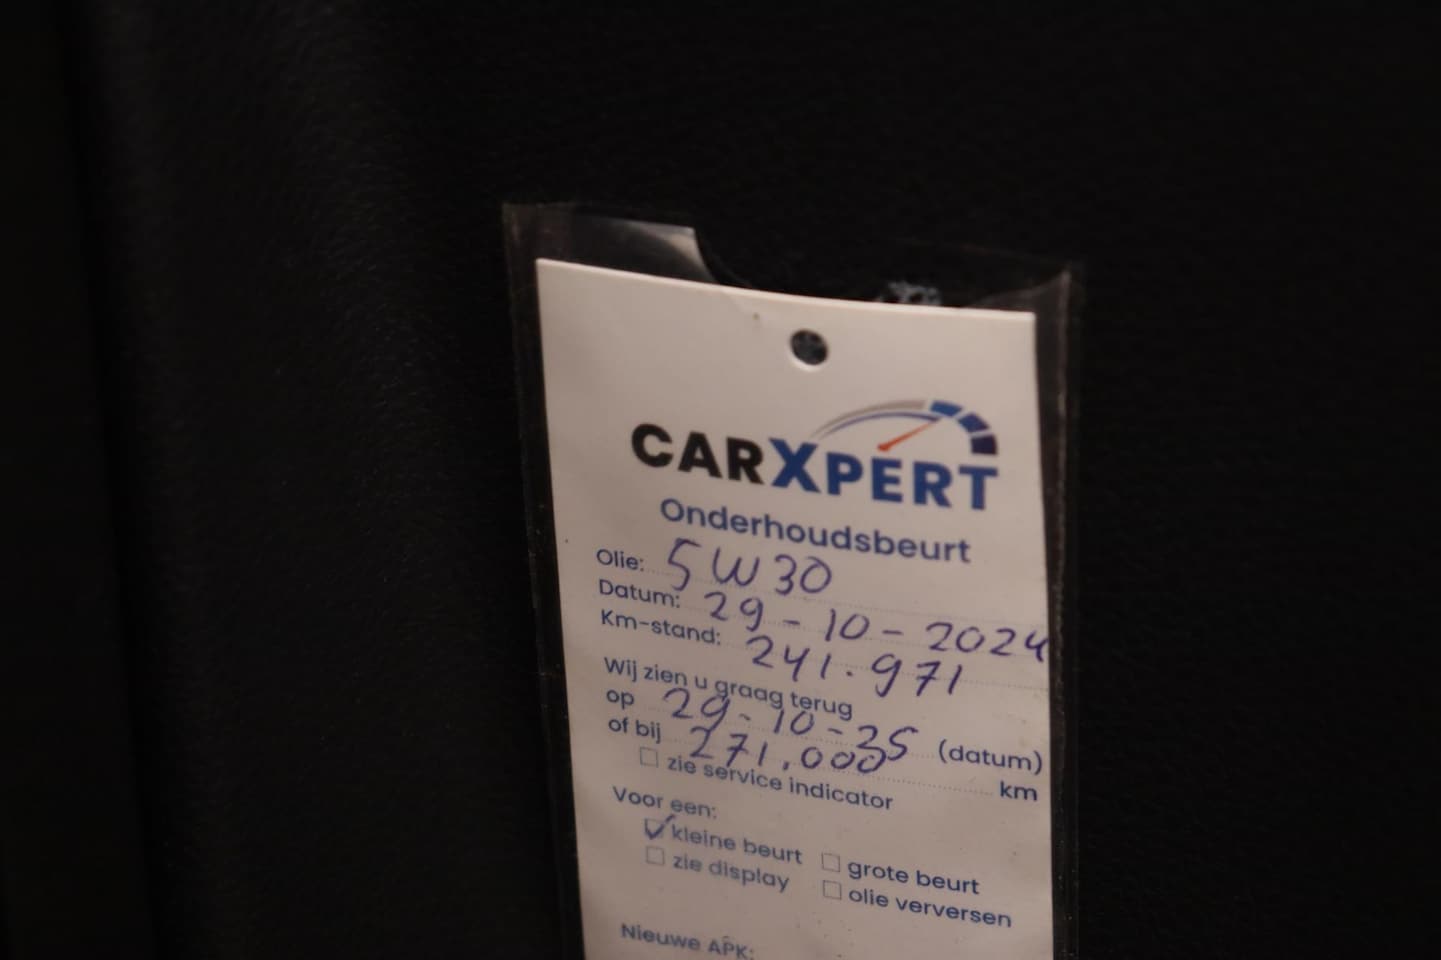 CARXPERT
Onderhoudsbeurt
Olie: 5W30
Datum: 29-10-2024
Km-stand: 241.971
Wij zien u graag terug
op 29-10-25 (datum)
of bij 271.000 km
zie service indicator
Voor een:
kleine beurt grote beurt
zie display olie verversen
Nieuwe APK: